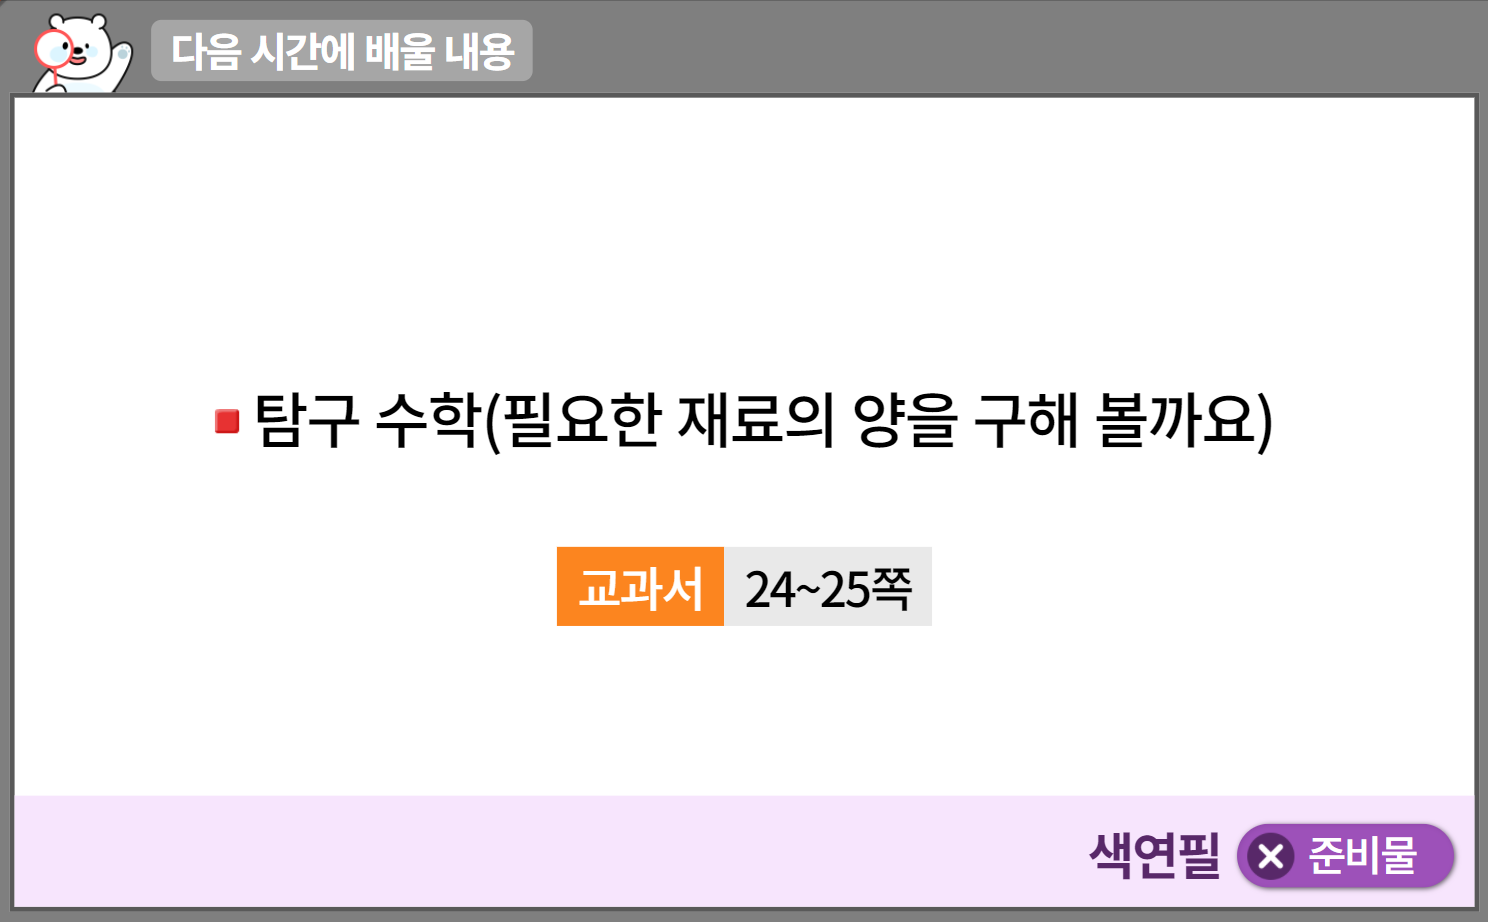 다음 시간에 배울 내용
탐구 수학(필요한 재료의 양을 구해 볼까요)
교과서 24~25쪽
색연필 준비물